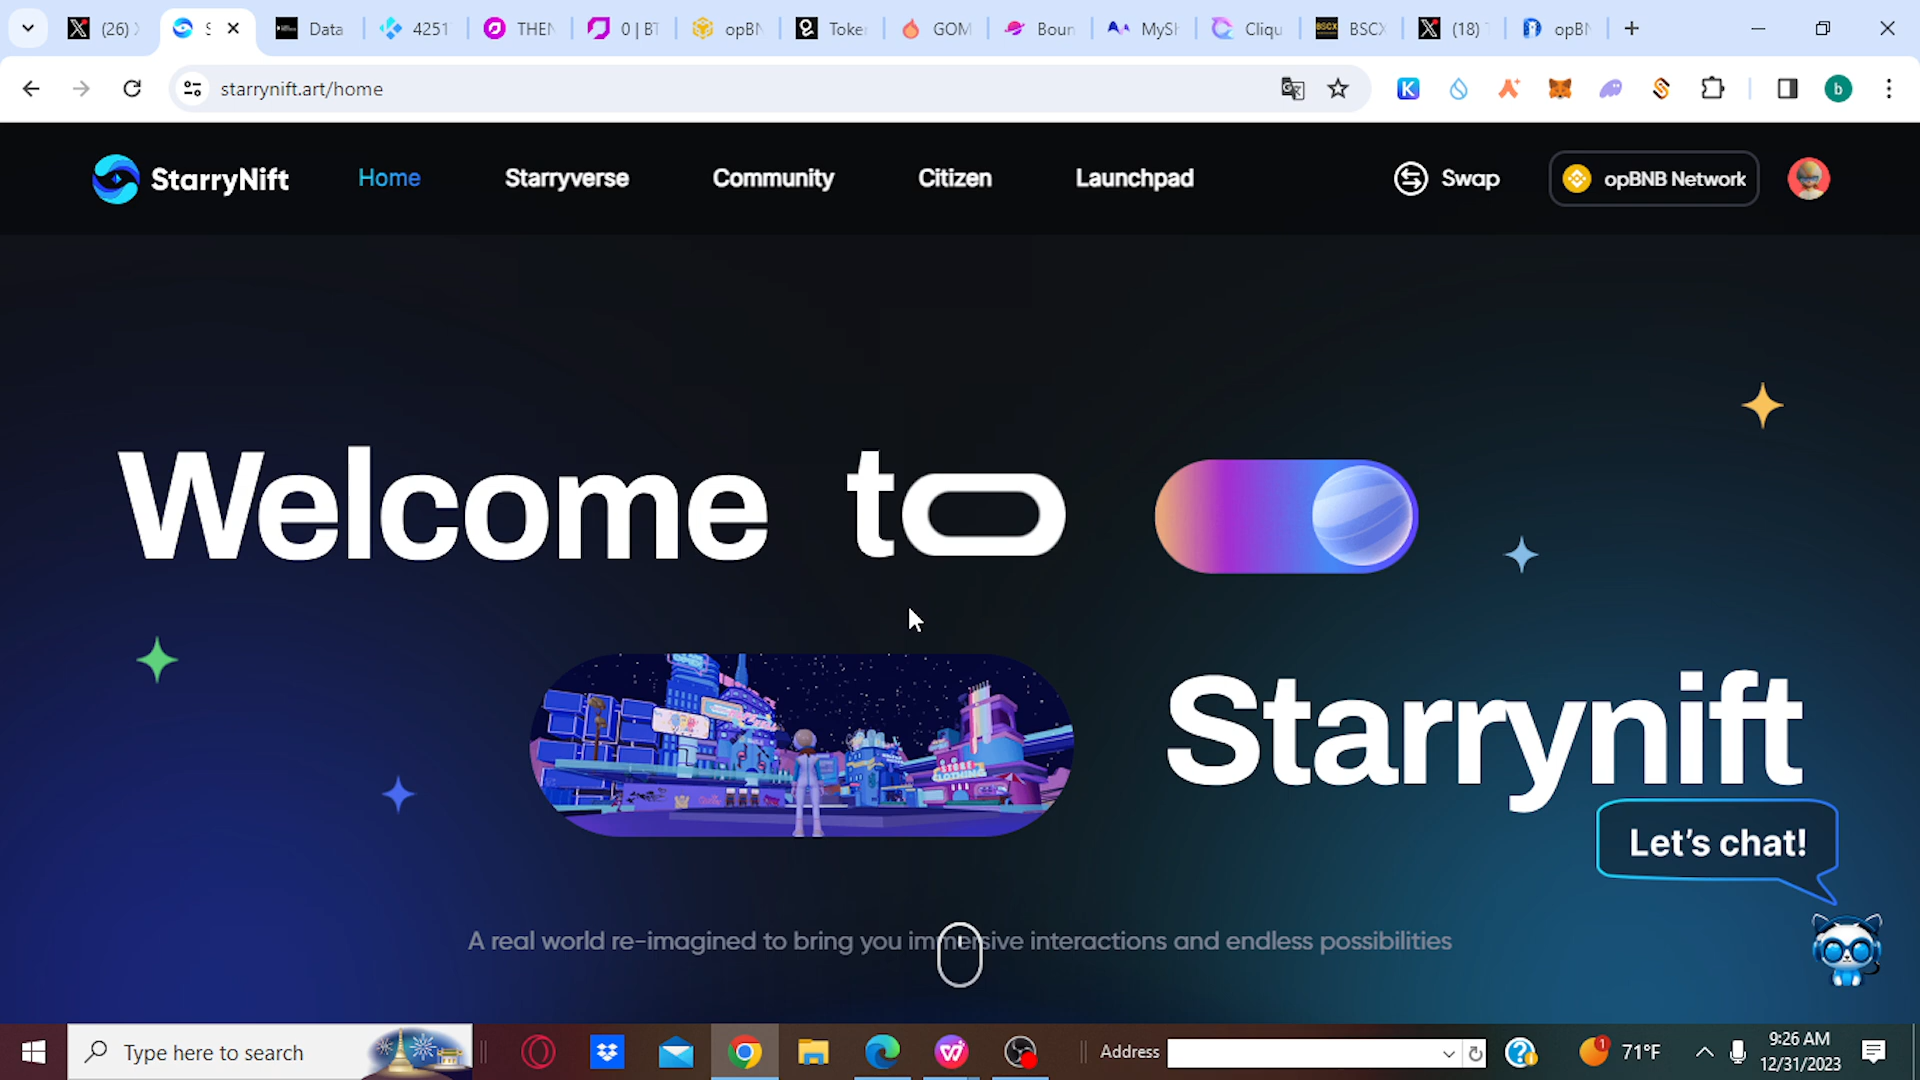 (26)
S
Data
4251
THEN
0 | BT
opBN
Toke
GOM
Boun
MySh
Cliqu
BSCX
(18)
opBN
starrynift.art/home
StarryNift
Home
Starryverse
Community
Citizen
Launchpad
Swap
opBNB Network
Welcome to
Starrynift
Let's chat!
A real world re-imagined to bring you immersive interactions and endless possibilities
Type here to search
Address
1
71°F
9:26 AM
12/31/2023